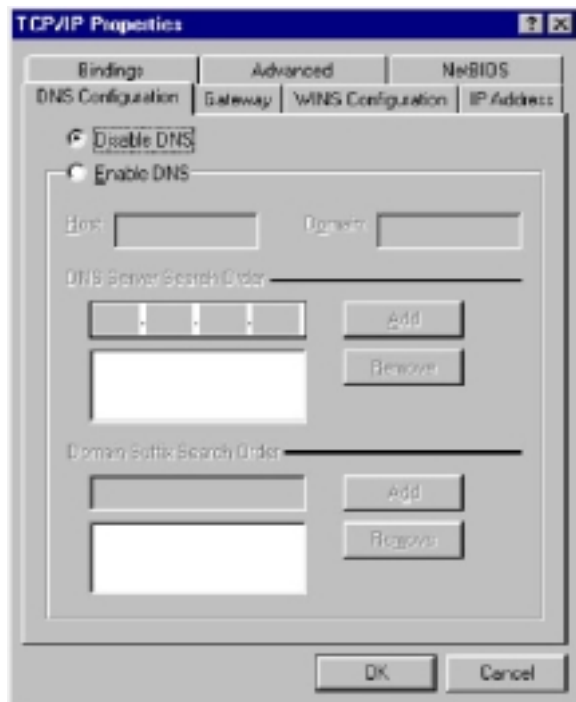 TCP/IP Properties
Bindings Advanced NetBIOS
DNS Configuration Gateway WINS Configuration IP Address
Disable DNS
Enable DNS
Host: Domain:
DNS Server Search Order
Add
Remove
Domain Suffix Search Order
Add
Remove
OK Cancel